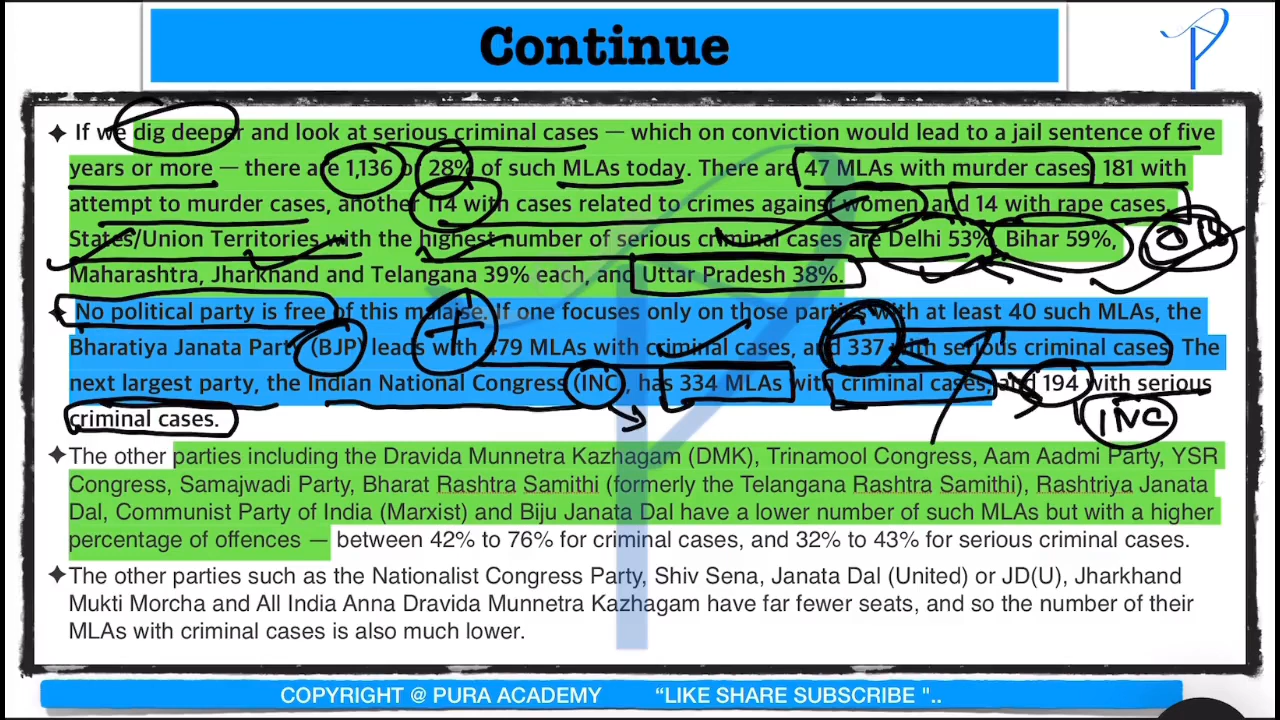 Continue
If we dig deeper and look at serious criminal cases — which on conviction would lead to a jail sentence of five
years or more — there are 1,136 or 28% of such MLAs today. There are 47 MLAs with murder cases, 181 with
attempt to murder cases, another 114 with cases related to crimes against women, and 14 with rape cases.
States/Union Territories with the highest number of serious criminal cases are Delhi 53%, Bihar 59%,
Maharashtra, Jharkhand and Telangana 39% each, and Uttar Pradesh 38%.
No political party is free of this malaise. If one focuses only on those parties with at least 40 such MLAs, the
Bharatiya Janata Party (BJP) leads with 479 MLAs with criminal cases, and 337 with serious criminal cases. The
next largest party, the Indian National Congress (INC), has 334 MLAs with criminal cases, and 194 with serious
criminal cases.
INC
The other parties including the Dravida Munnetra Kazhagam (DMK), Trinamool Congress, Aam Aadmi Party, YSR
Congress, Samajwadi Party, Bharat Rashtra Samithi (formerly the Telangana Rashtra Samithi), Rashtriya Janata
Dal, Communist Party of India (Marxist) and Biju Janata Dal have a lower number of such MLAs but with a higher
percentage of offences — between 42% to 76% for criminal cases, and 32% to 43% for serious criminal cases.
The other parties such as the Nationalist Congress Party, Shiv Sena, Janata Dal (United) or JD(U), Jharkhand
Mukti Morcha and All India Anna Dravida Munnetra Kazhagam have far fewer seats, and so the number of their
MLAs with criminal cases is also much lower.
COPYRIGHT @ PURA ACADEMY “LIKE SHARE SUBSCRIBE "..